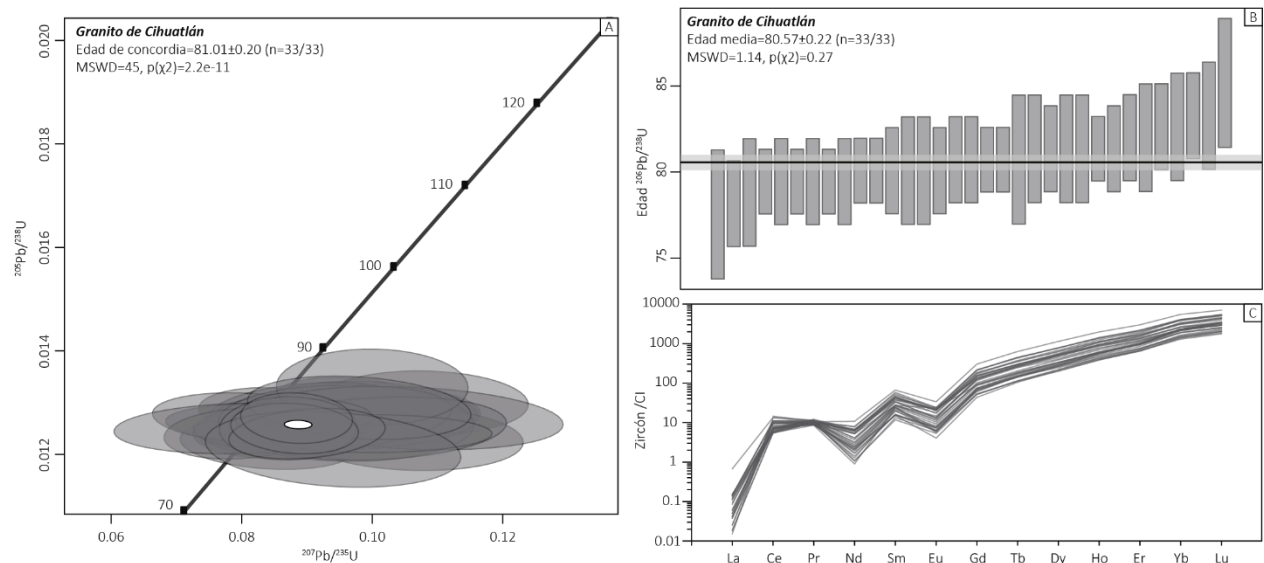 A
Granito de Cihuatlán
Edad de concordia=81.01±0.20 (n=33/33)
MSWD=45, p(χ2)=2.2e-11
0.020
0.018
0.016
0.014
0.012
²⁰⁵Pb/²³⁸U
120
110
100
90
70
0.06
0.08
0.10
0.12
²⁰⁷Pb/²³⁵U
B
Granito de Cihuatlán
Edad media=80.57±0.22 (n=33/33)
MSWD=1.14, p(χ2)=0.27
85
80
75
Edad ²⁰⁶Pb/²³⁸U
C
10000
1000
100
10
1
0.1
0.01
Zircón /CI
La Ce Pr Nd Sm Eu Gd Tb Dv Ho Er Yb Lu